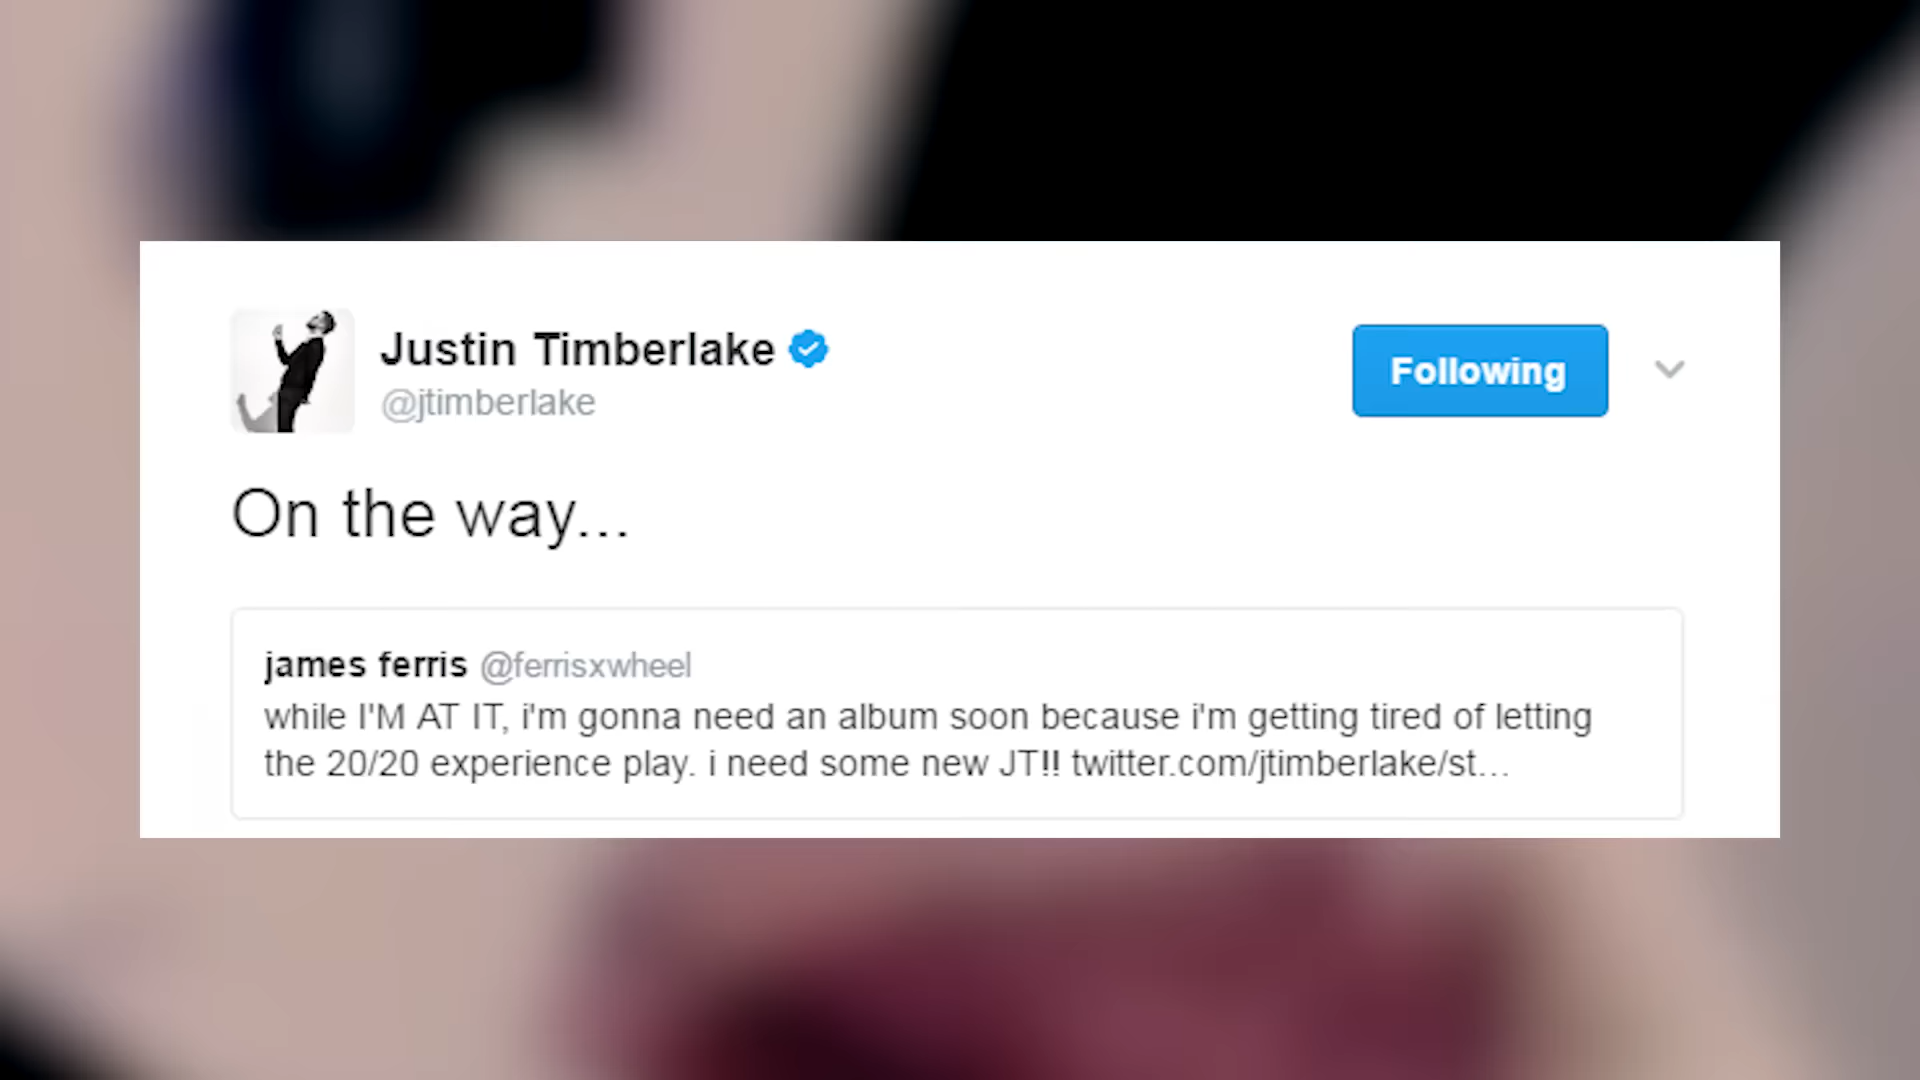 Justin Timberlake
@jtimberlake
Following
On the way...
james ferris @ferrisxwheel
while I'M AT IT, i'm gonna need an album soon because i'm getting tired of letting
the 20/20 experience play. i need some new JT!! twitter.com/jtimberlake/st...